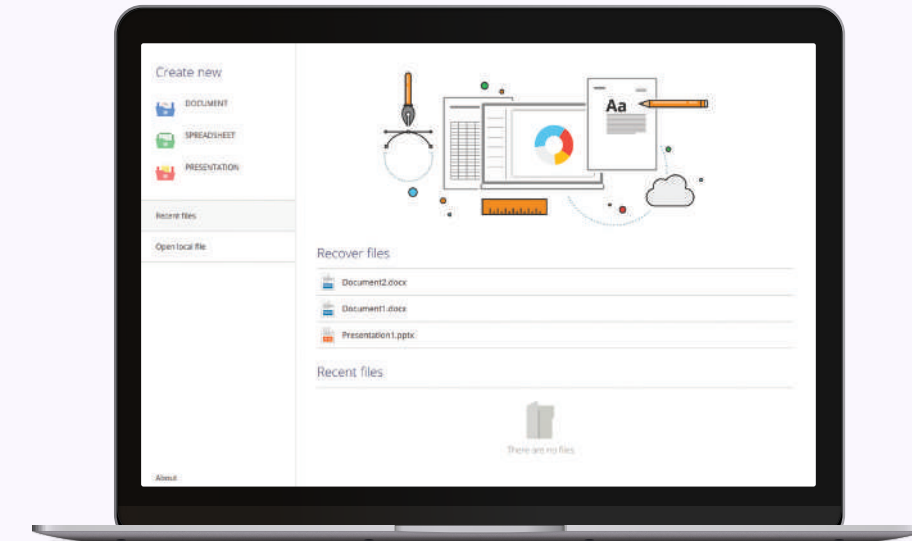 Create new
DOCUMENT
SPREADSHEET
PRESENTATION
Recent files
Open local file
About
Aa
Recover files
Document2.docx
Document1.docx
Presentation1.pptx
Recent files
There are no files